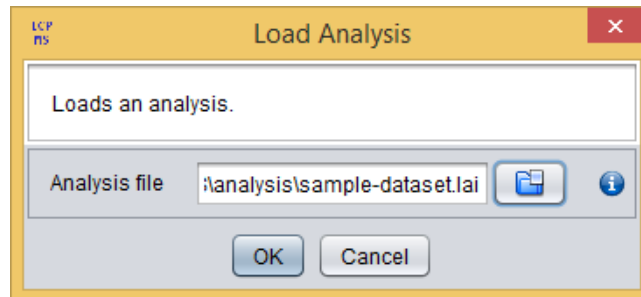 LCP
MS
Load Analysis
Loads an analysis.
Analysis file
\analysis\sample-dataset.lai
OK
Cancel